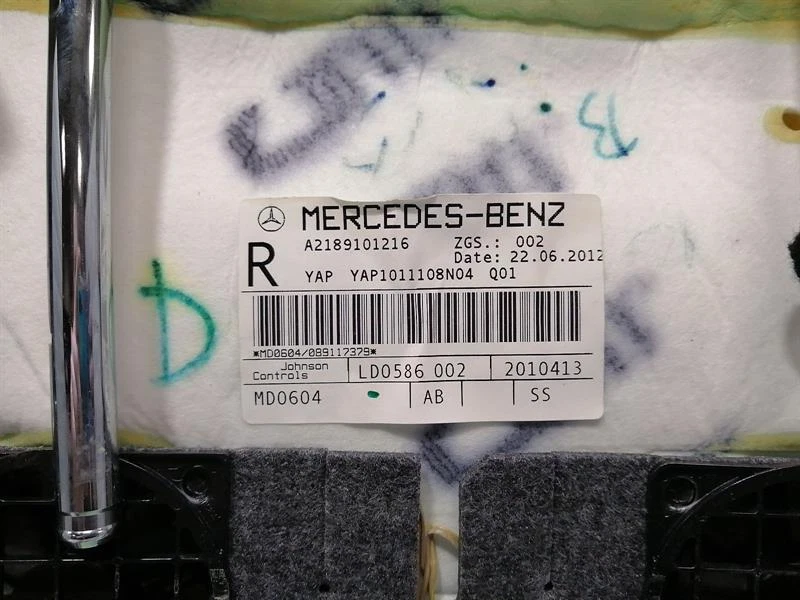 B
MERCEDES-BENZ
A2189101216 ZGS.: 002
R Date: 22.06.2012
YAP YAP1011108N04 Q01
D
*MD0604/089117379*
Johnson Controls LD0586 002 2010413
MD0604 AB SS